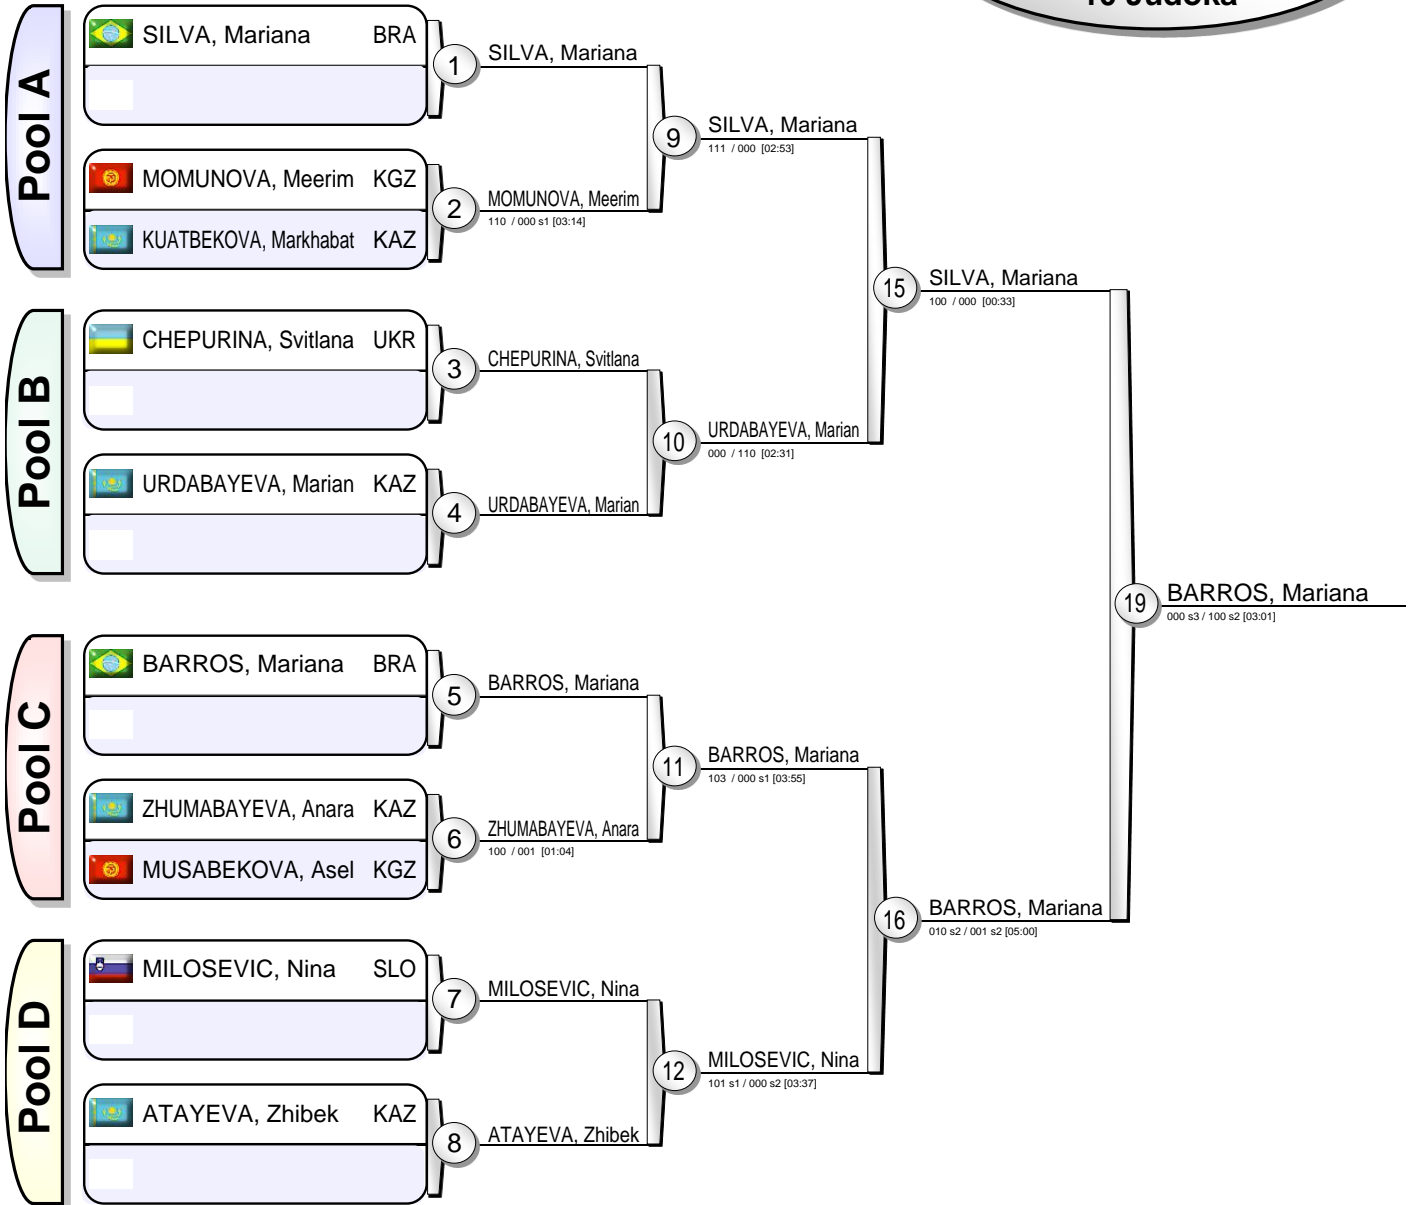 10 Judoka
Pool A
SILVA, Mariana BRA
1
SILVA, Mariana
MOMUNOVA, Meerim KGZ
KUATBEKOVA, Markhabat KAZ
2
MOMUNOVA, Meerim
110 / 000 s1 [03:14]
9
SILVA, Mariana
111 / 000 [02:53]
Pool B
CHEPURINA, Svitlana UKR
3
CHEPURINA, Svitlana
URDABAYEVA, Marian KAZ
4
URDABAYEVA, Marian
10
URDABAYEVA, Marian
000 / 110 [02:31]
15
SILVA, Mariana
100 / 000 [00:33]
Pool C
BARROS, Mariana BRA
5
BARROS, Mariana
ZHUMABAYEVA, Anara KAZ
MUSABEKOVA, Asel KGZ
6
ZHUMABAYEVA, Anara
100 / 001 [01:04]
11
BARROS, Mariana
103 / 000 s1 [03:55]
Pool D
MILOSEVIC, Nina SLO
7
MILOSEVIC, Nina
ATAYEVA, Zhibek KAZ
8
ATAYEVA, Zhibek
12
MILOSEVIC, Nina
101 s1 / 000 s2 [03:37]
16
BARROS, Mariana
010 s2 / 001 s2 [05:00]
19
BARROS, Mariana
000 s3 / 100 s2 [03:01]